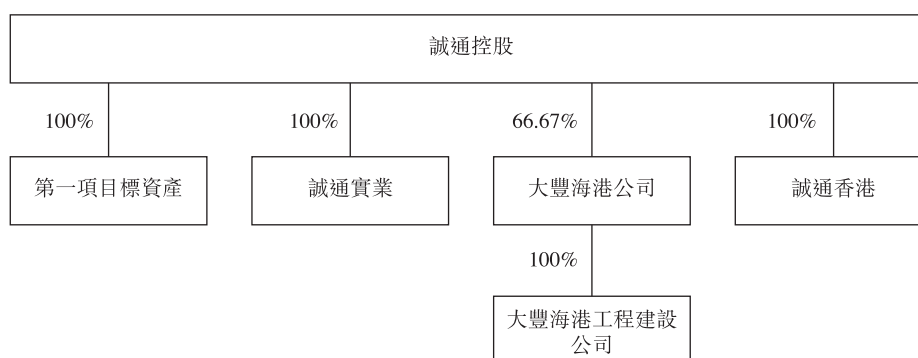 誠通控股
100%
100%
66.67%
100%
第一項目標資產
誠通實業
大豐海港公司
誠通香港
100%
大豐海港工程建設
公司